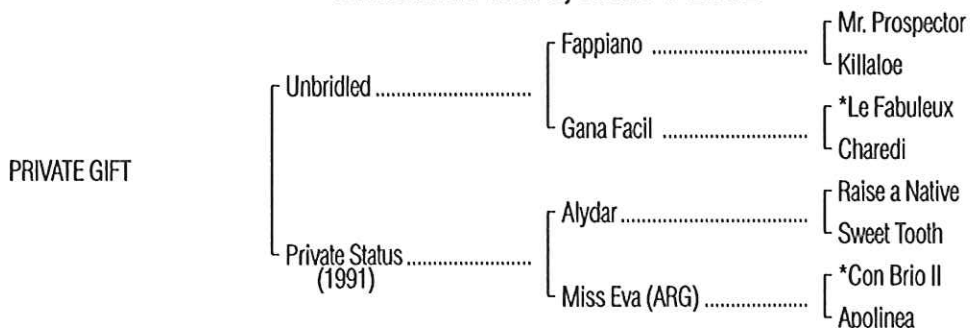 Mr. Prospector
Fappiano ........................
Killaloe
Unbridled ................................
*Le Fabuleux
Gana Facil ......................
Charedi
PRIVATE GIFT
Raise a Native
Alydar..............................
Sweet Tooth
Private Status .........................
(1991)
*Con Brio II
Miss Eva (ARG) ................
Apolinea